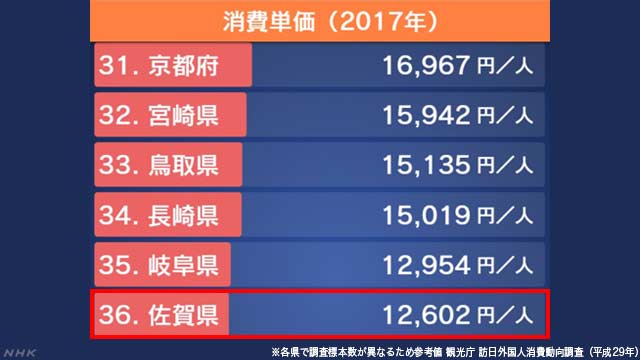 消費単価（2017年）
31. 京都府 16,967 円／人
32. 宮崎県 15,942 円／人
33. 鳥取県 15,135 円／人
34. 長崎県 15,019 円／人
35. 岐阜県 12,954 円／人
36. 佐賀県 12,602 円／人
NHK ※各県で調査標本数が異なるため参考値 観光庁 訪日外国人消費動向調査（平成29年）